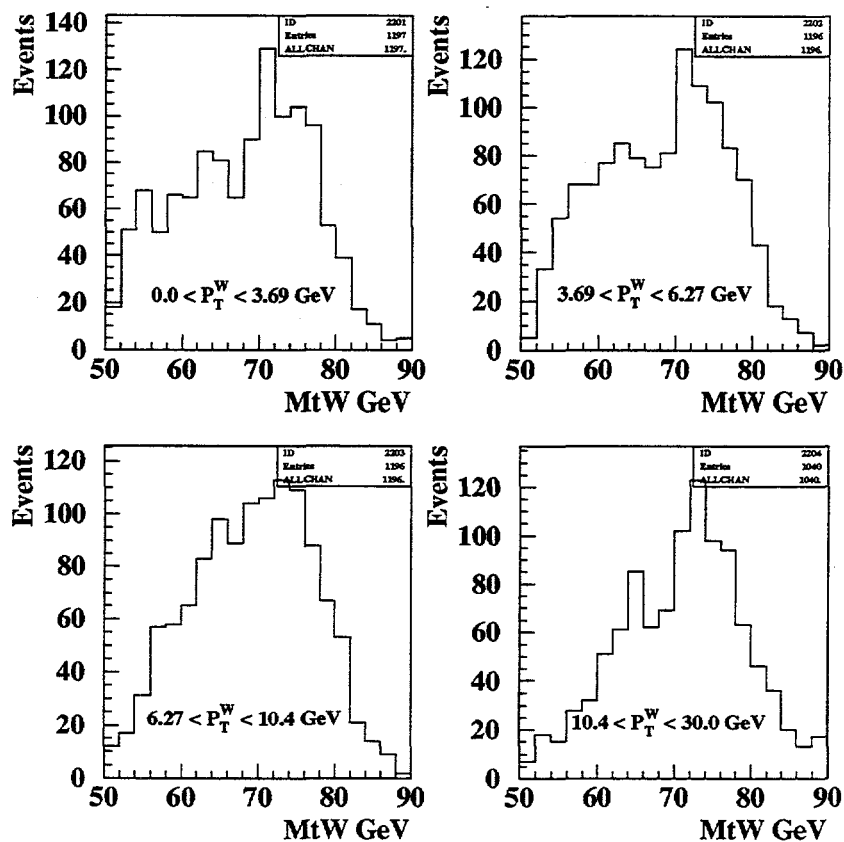 Events
140
120
100
80
60
40
20
0
ID 2201
Entries 1197
ALLCHAN 1197.
0.0 < P_T^W < 3.69 GeV
50 60 70 80 90
MtW GeV
Events
120
100
80
60
40
20
0
ID 2202
Entries 1196
ALLCHAN 1196.
3.69 < P_T^W < 6.27 GeV
50 60 70 80 90
MtW GeV
Events
120
100
80
60
40
20
0
ID 2203
Entries 1196
ALLCHAN 1196.
6.27 < P_T^W < 10.4 GeV
50 60 70 80 90
MtW GeV
Events
120
100
80
60
40
20
0
ID 2204
Entries 1040
ALLCHAN 1040.
10.4 < P_T^W < 30.0 GeV
50 60 70 80 90
MtW GeV